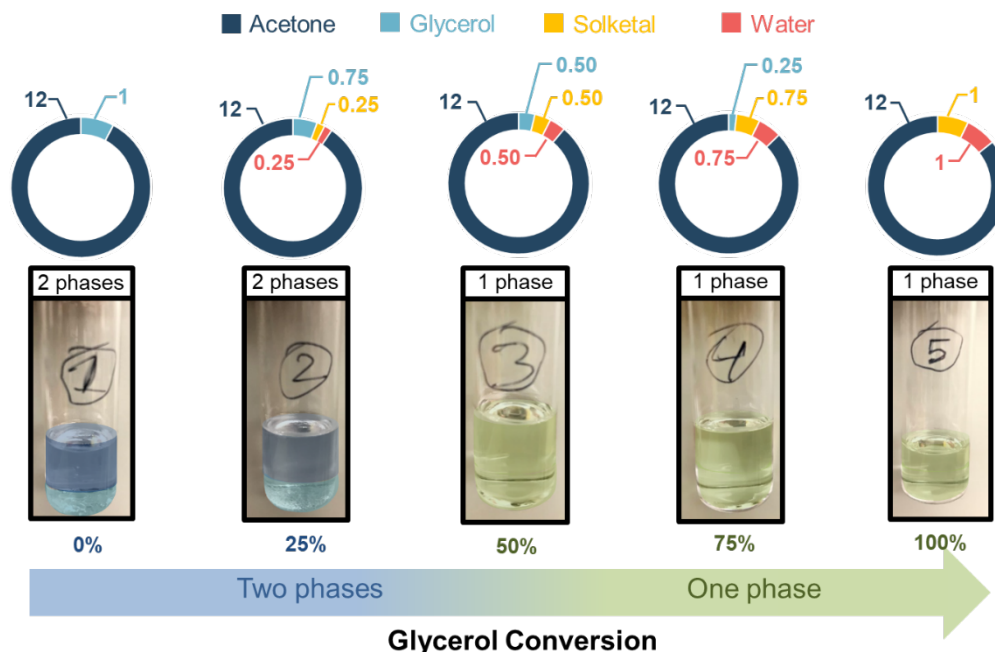 Acetone Glycerol Solketal Water
12 1
12 0.75 0.25 0.25
12 0.50 0.50 0.50
12 0.25 0.75 0.75
12 1 1
2 phases 2 phases 1 phase 1 phase 1 phase
1 2 3 4 5
0% 25% 50% 75% 100%
Two phases One phase
Glycerol Conversion